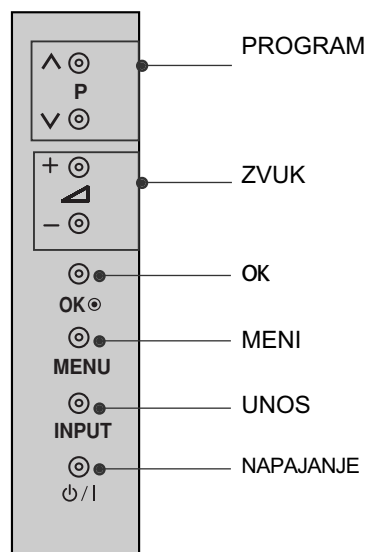 PROGRAM
P
ZVUK
+
−
OK
OK
MENI
MENU
UNOS
INPUT
NAPAJANJE
/ I